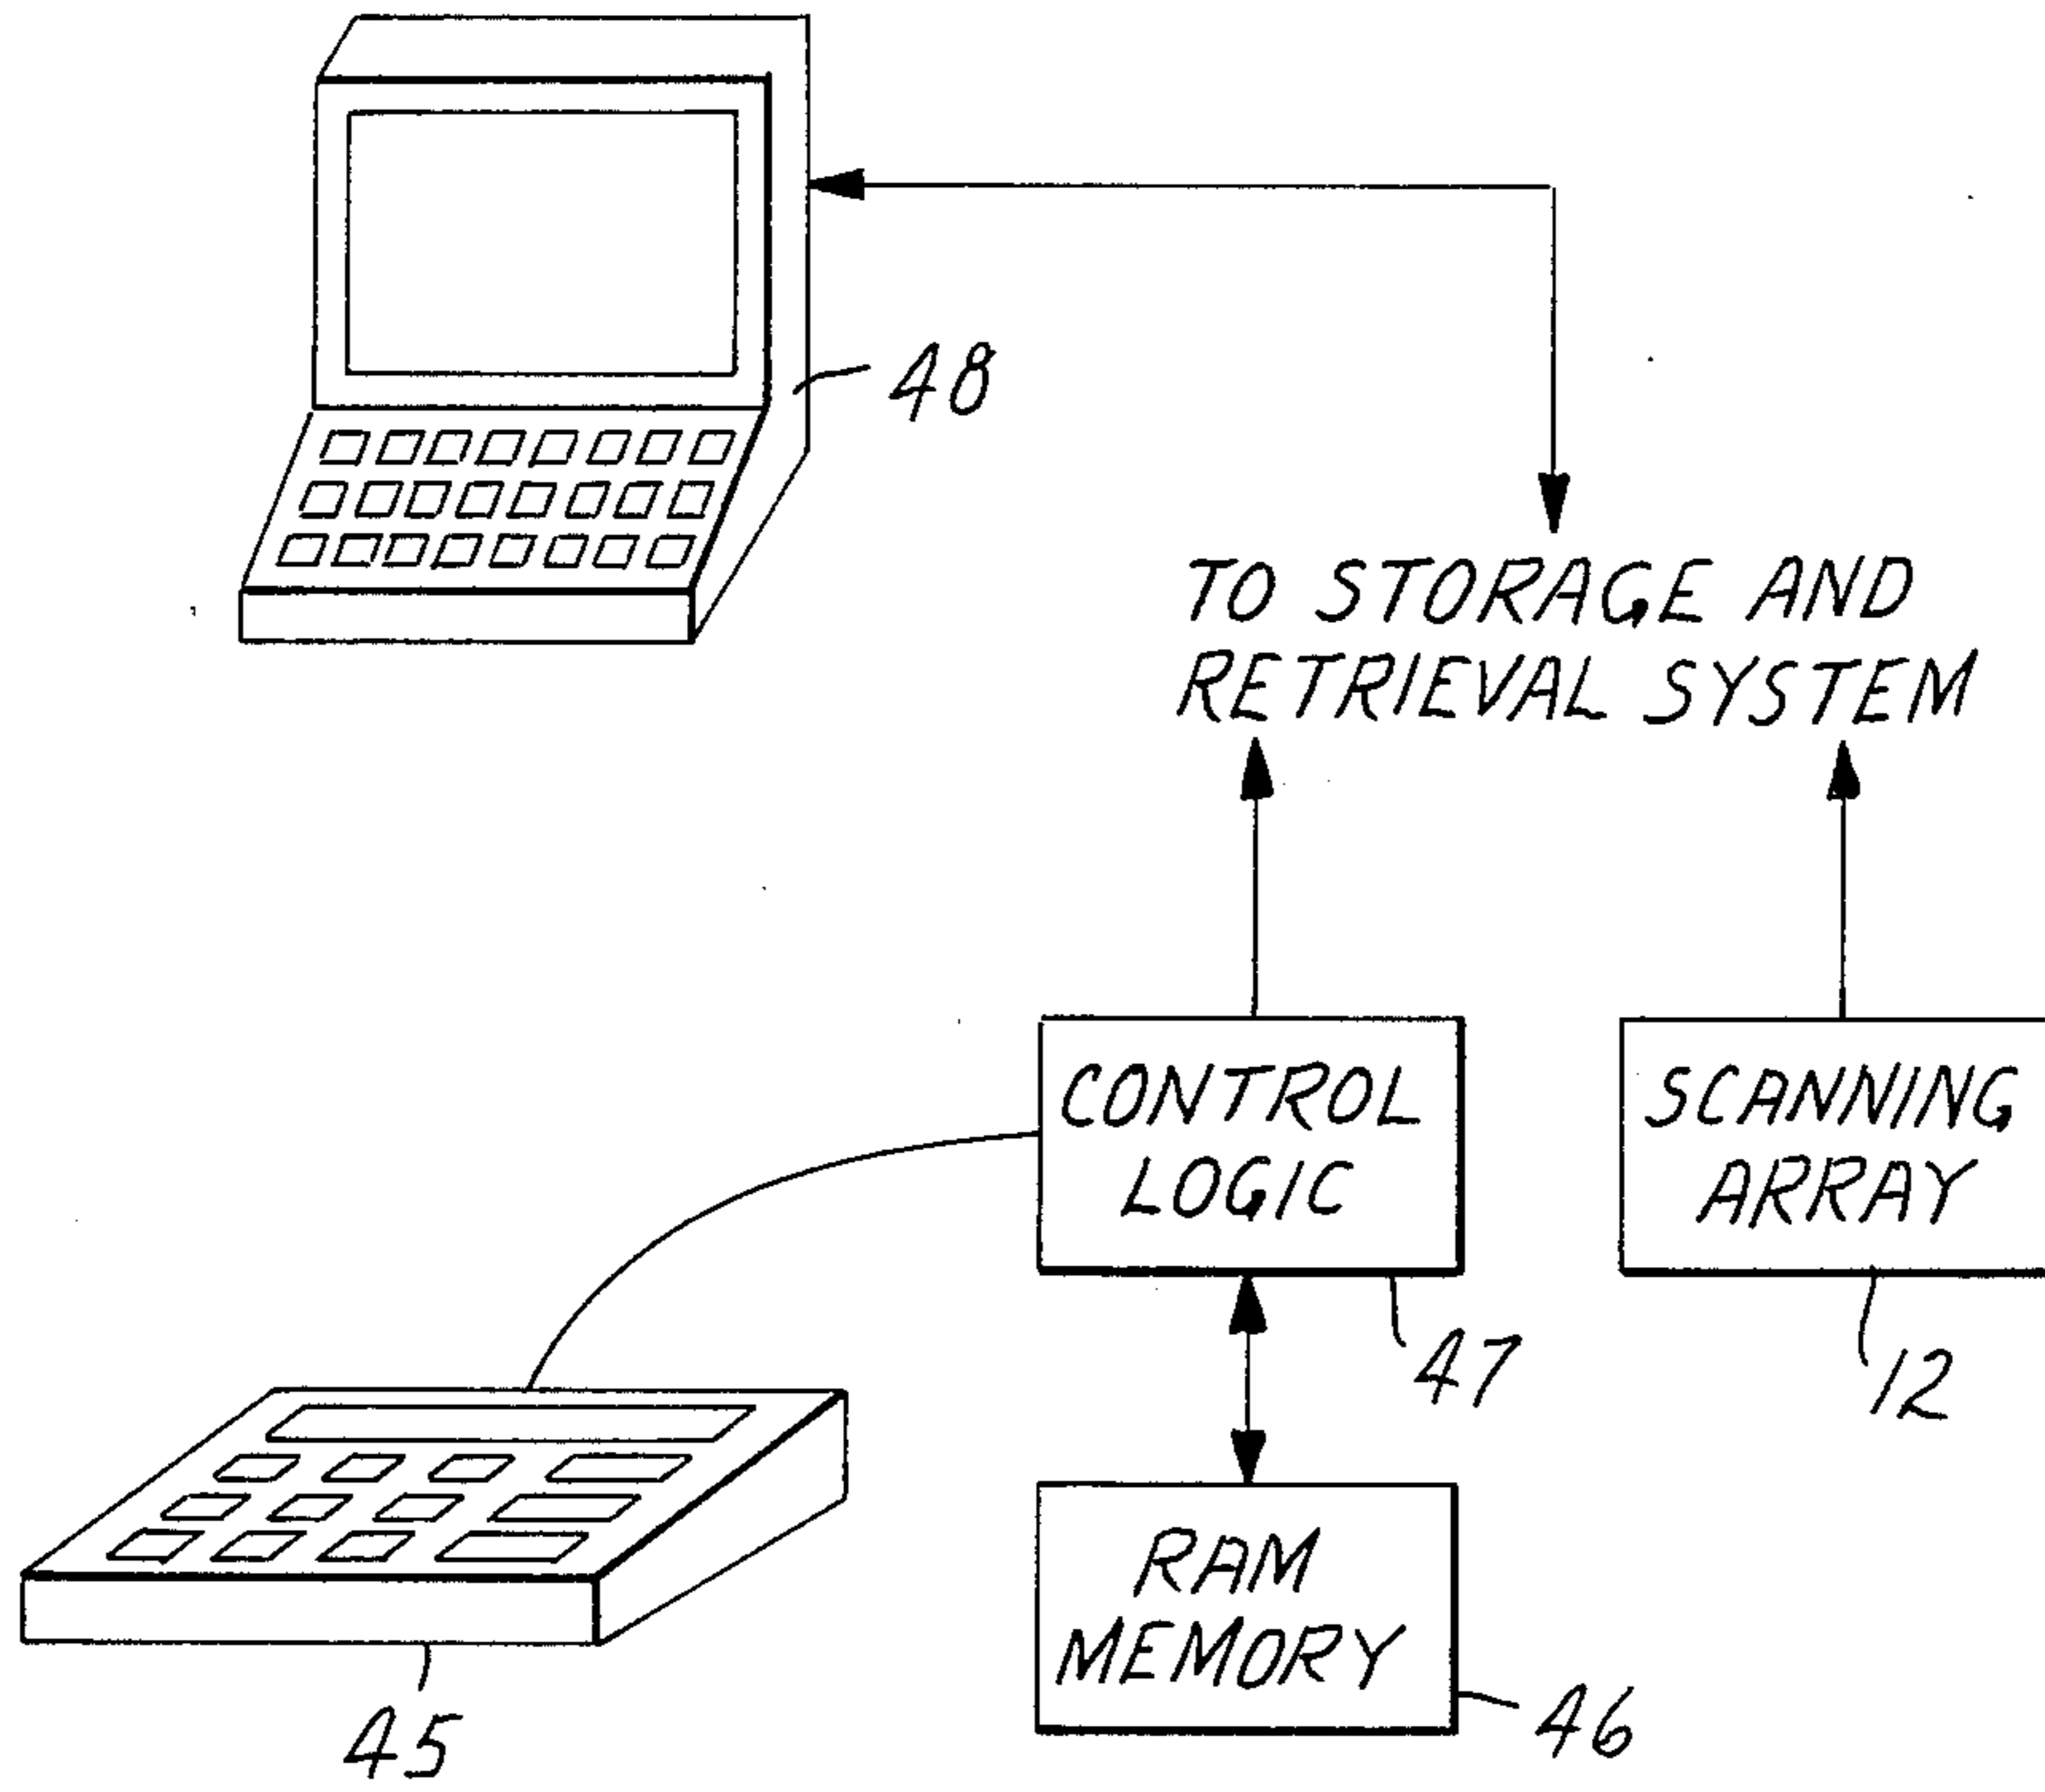 48
TO STORAGE AND
RETRIEVAL SYSTEM
CONTROL
LOGIC
SCANNING
ARRAY
47
12
RAM
MEMORY
46
45